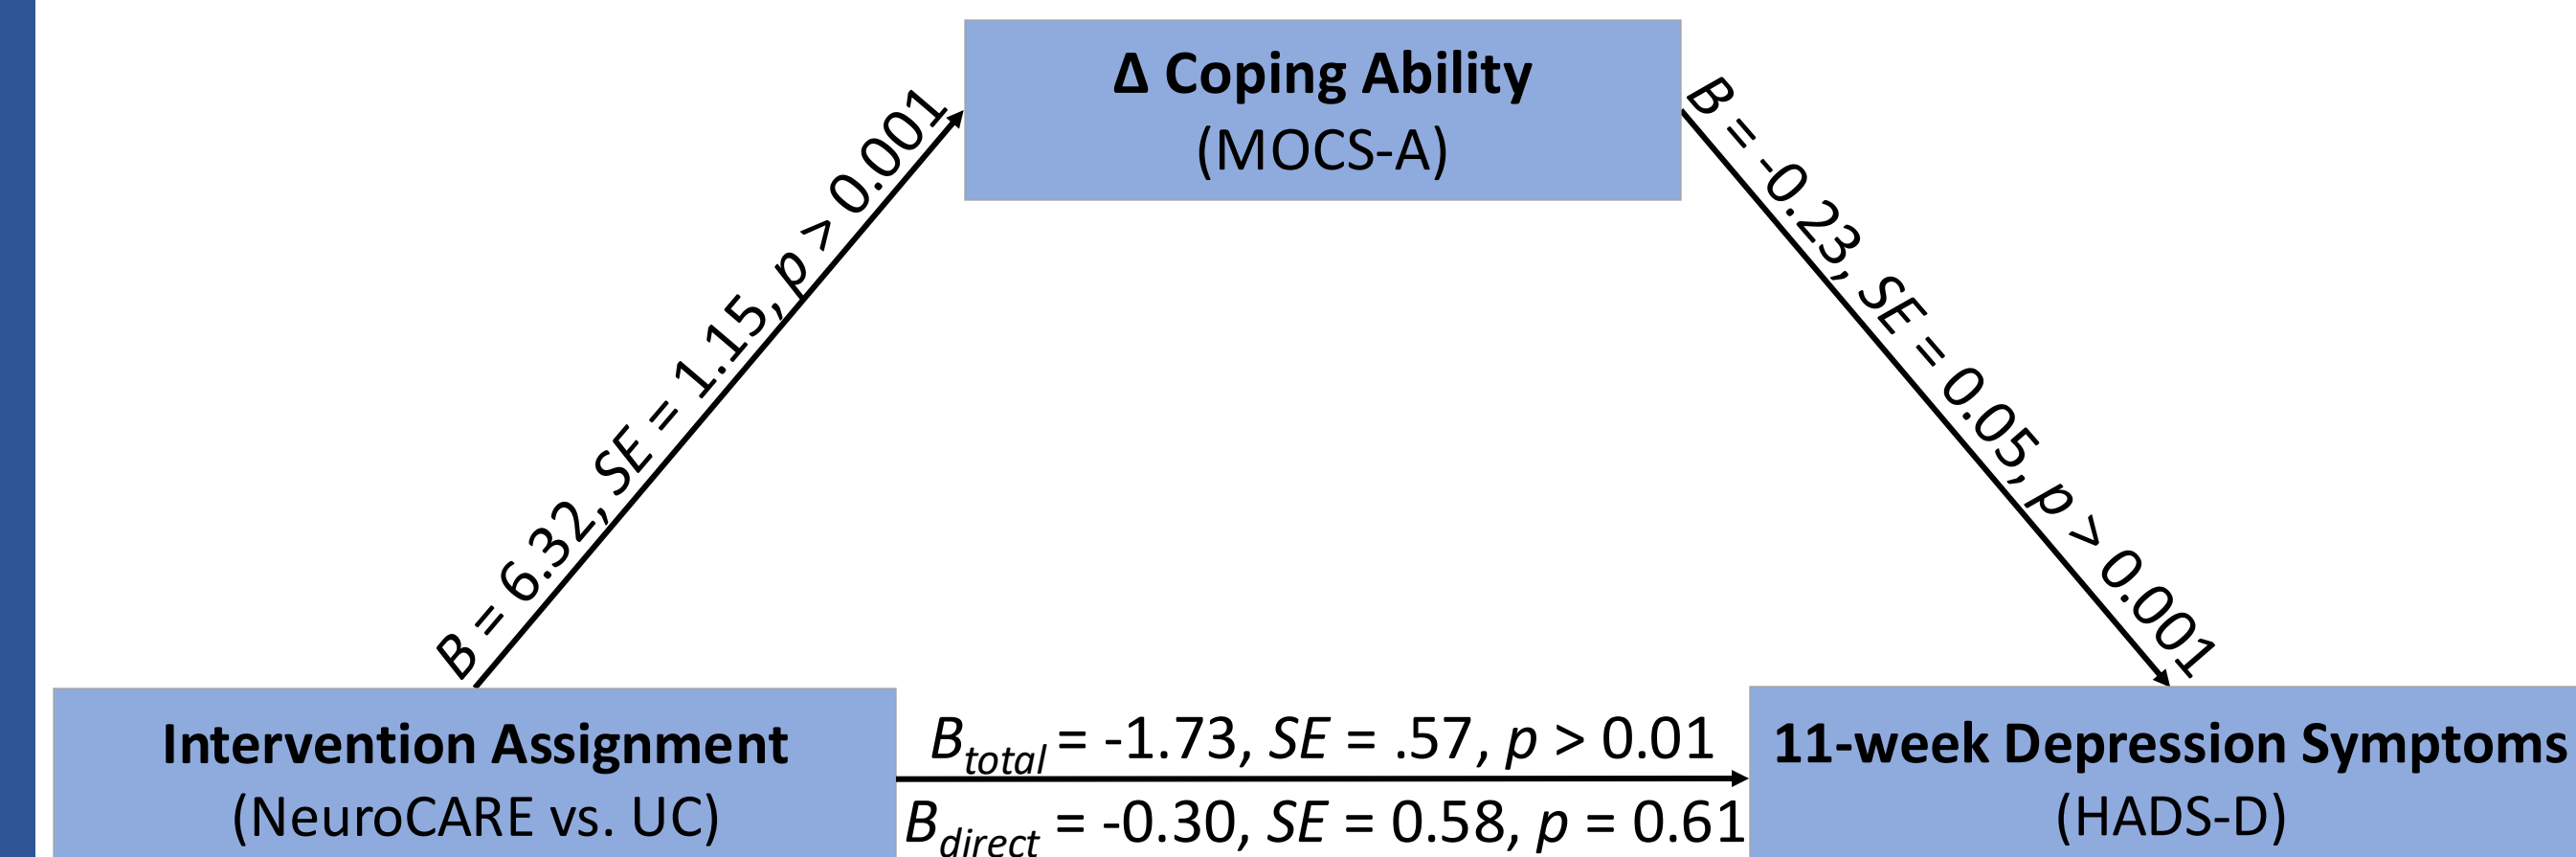 Δ Coping Ability
(MOCS-A)
B = 6.32, SE = 1.15, p > 0.001
B = -0.23, SE = 0.05, p > 0.001
Intervention Assignment
(NeuroCARE vs. UC)
Btotal = -1.73, SE = .57, p > 0.01
Bdirect = -0.30, SE = 0.58, p = 0.61
11-week Depression Symptoms
(HADS-D)